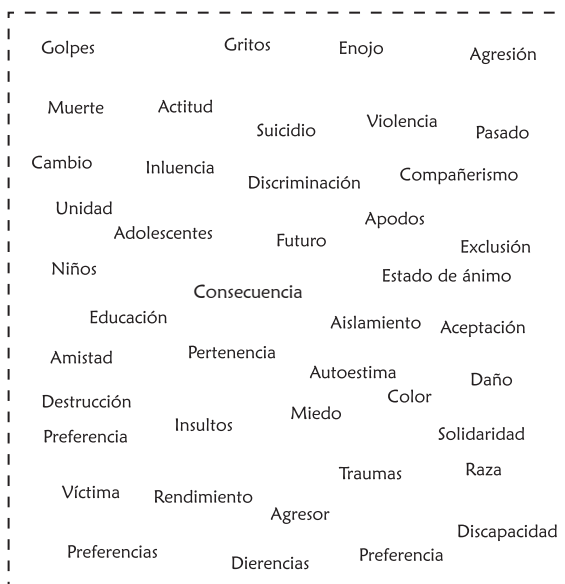 Golpes Gritos Enojo Agresión
Muerte Actitud Suicidio Violencia Pasado
Cambio Inluencia Discriminación Compañerismo
Unidad Adolescentes Futuro Apodos Exclusión
Niños Consecuencia Estado de ánimo
Educación Aislamiento Aceptación
Amistad Pertenencia Autoestima Daño
Destrucción Miedo Color
Preferencia Insultos Solidaridad
Traumas Raza
Víctima Rendimiento Agresor
Discapacidad
Preferencias Dierencias Preferencia